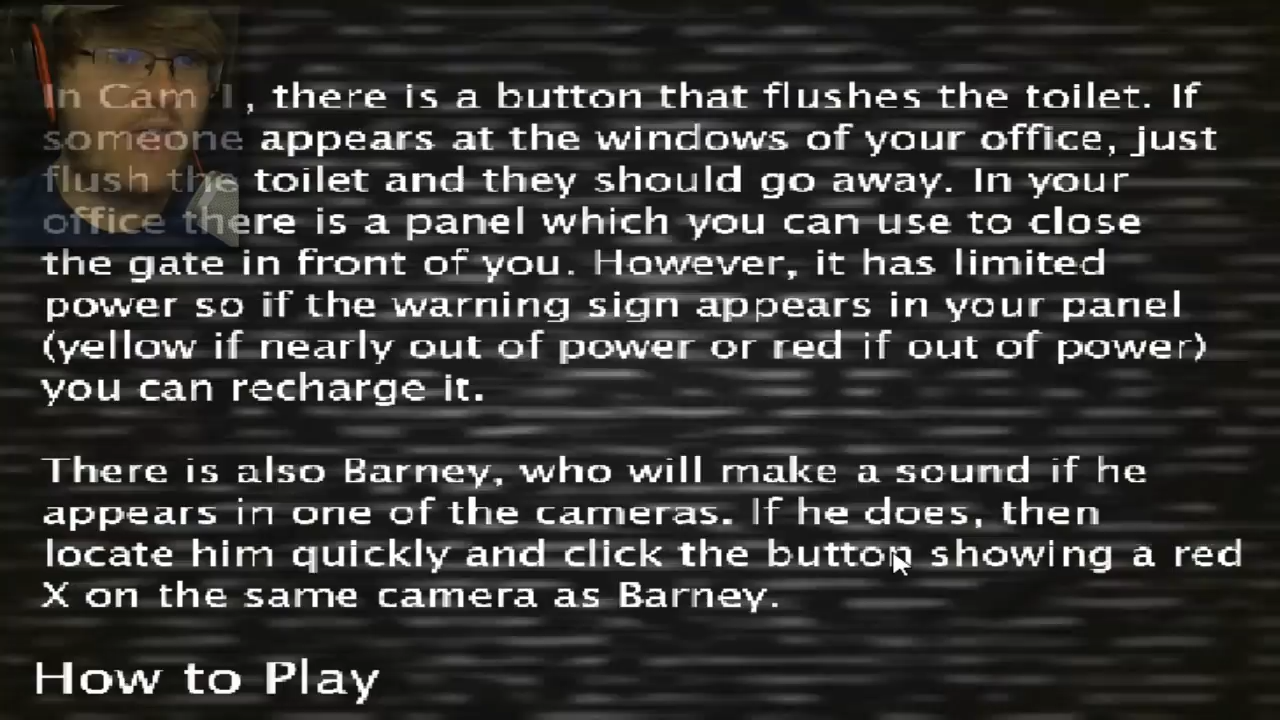 In Cam 1, there is a button that flushes the toilet. If
someone appears at the windows of your office, just
flush the toilet and they should go away. In your
office there is a panel which you can use to close
the gate in front of you. However, it has limited
power so if the warning sign appears in your panel
(yellow if nearly out of power or red if out of power)
you can recharge it.
There is also Barney, who will make a sound if he
appears in one of the cameras. If he does, then
locate him quickly and click the button showing a red
X on the same camera as Barney.
How to Play